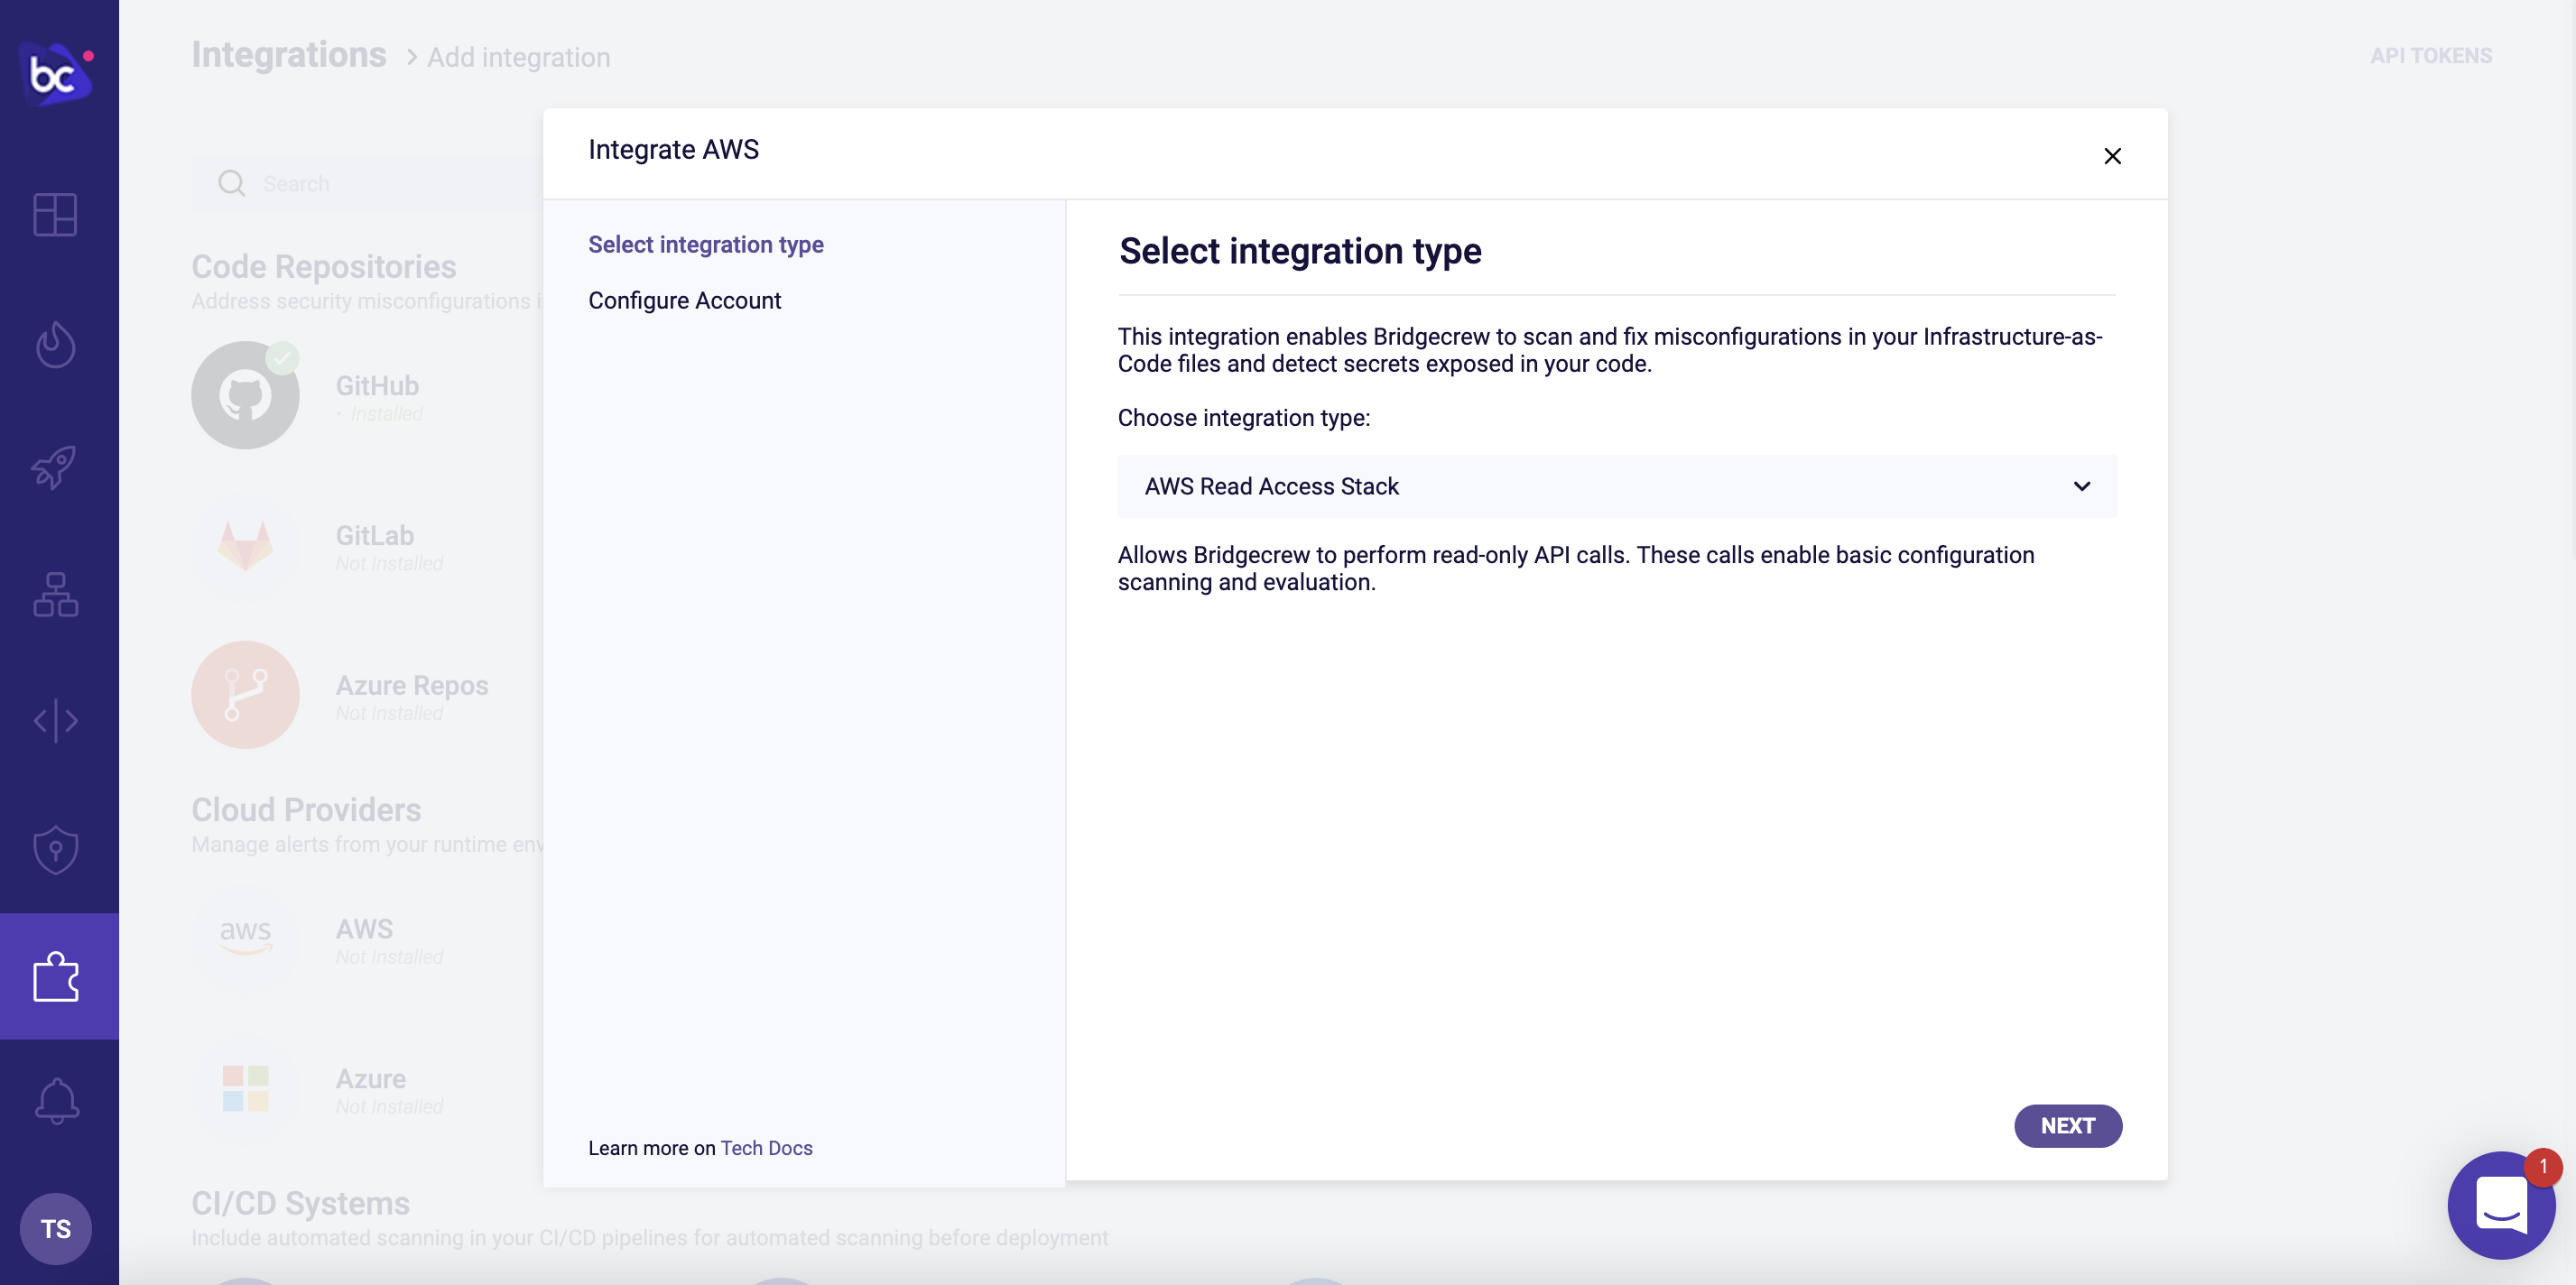 bc
Integrations > Add integration
API TOKENS
Search
Code Repositories
Address security misconfigurations
GitHub
• Installed
GitLab
Not Installed
Azure Repos
Not Installed
Cloud Providers
Manage alerts from your runtime
aws
AWS
Not Installed
Azure
Not Installed
CI/CD Systems
Include automated scanning in your CI/CD pipelines for automated scanning before deployment
TS
Integrate AWS
Select integration type
Configure Account
Learn more on Tech Docs
Select integration type
This integration enables Bridgecrew to scan and fix misconfigurations in your Infrastructure-as-
Code files and detect secrets exposed in your code.
Choose integration type:
AWS Read Access Stack
Allows Bridgecrew to perform read-only API calls. These calls enable basic configuration
scanning and evaluation.
NEXT
1